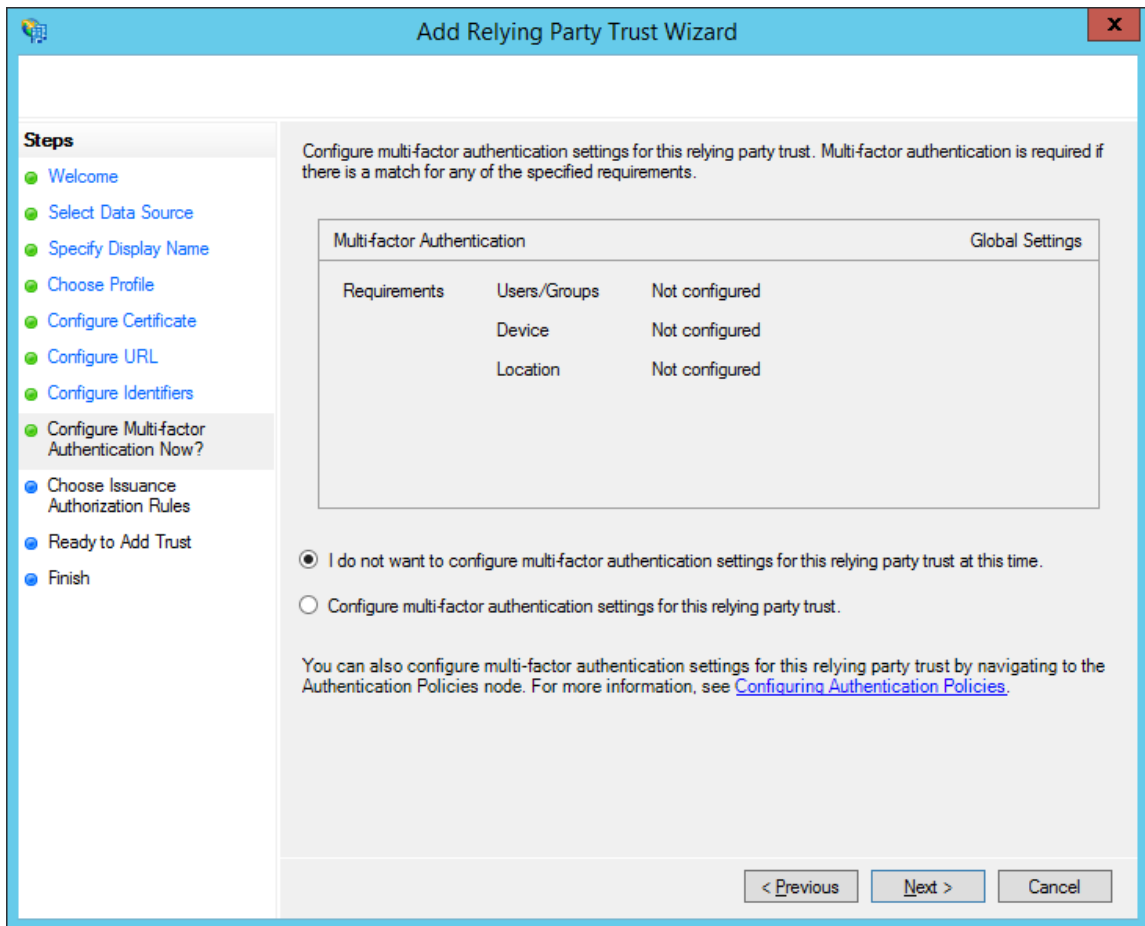 Add Relying Party Trust Wizard
x
Steps
Welcome
Select Data Source
Specify Display Name
Choose Profile
Configure Certificate
Configure URL
Configure Identifiers
Configure Multi-factor
Authentication Now?
Choose Issuance
Authorization Rules
Ready to Add Trust
Finish
Configure multi-factor authentication settings for this relying party trust. Multi-factor authentication is required if
there is a match for any of the specified requirements.
Multi-factor Authentication Global Settings
Requirements Users/Groups Not configured
Device Not configured
Location Not configured
I do not want to configure multi-factor authentication settings for this relying party trust at this time.
Configure multi-factor authentication settings for this relying party trust.
You can also configure multi-factor authentication settings for this relying party trust by navigating to the
Authentication Policies node. For more information, see Configuring Authentication Policies.
< Previous Next > Cancel